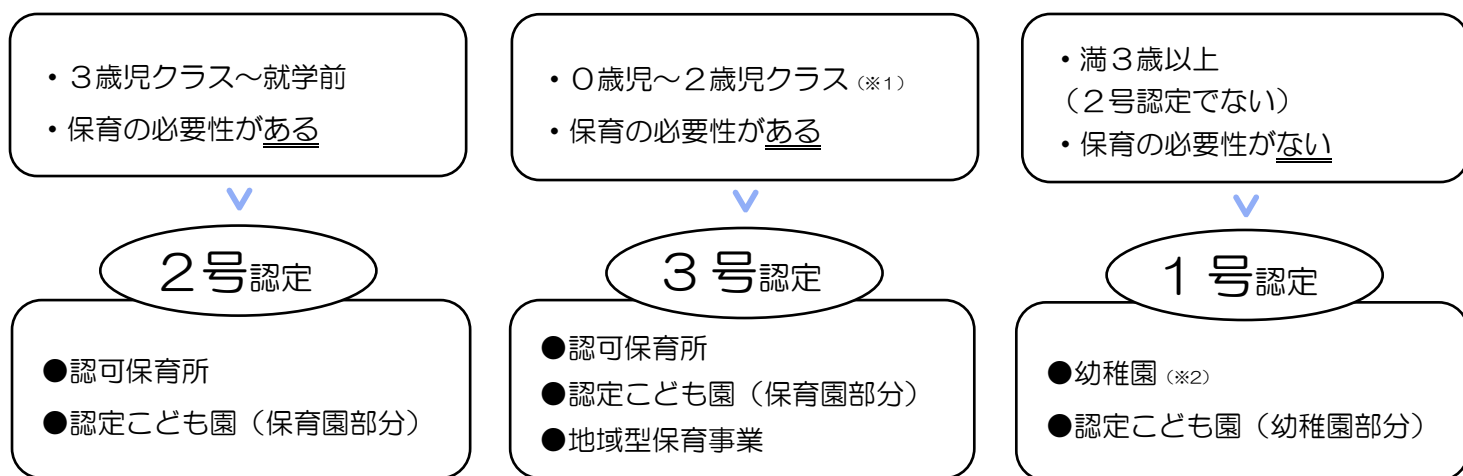 ・３歳児クラス～就学前
・保育の必要性がある
２号認定
●認可保育所
●認定こども園（保育園部分）
・０歳児～２歳児クラス（※1）
・保育の必要性がある
３号認定
●認可保育所
●認定こども園（保育園部分）
●地域型保育事業
・満３歳以上
（２号認定でない）
・保育の必要性がない
１号認定
●幼稚園（※2）
●認定こども園（幼稚園部分）